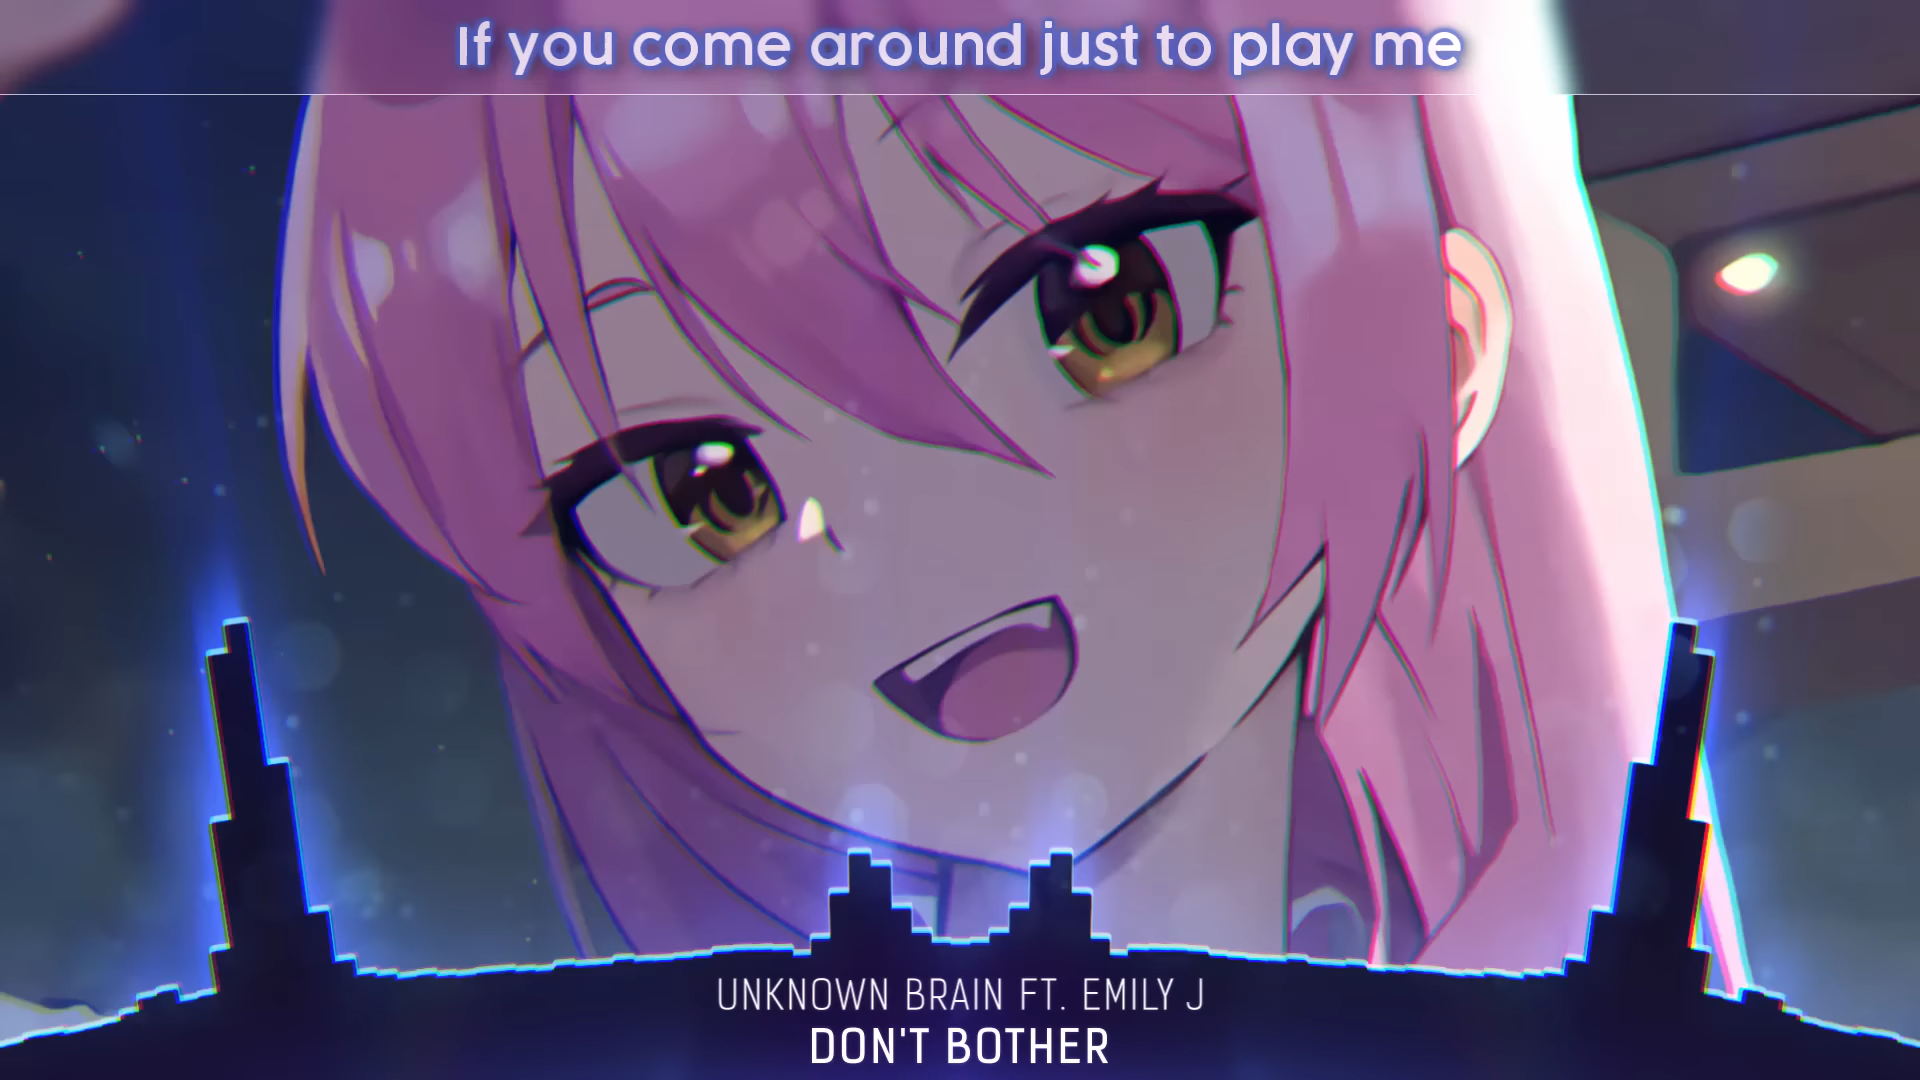 If you come around just to play me
UNKNOWN BRAIN FT. EMILY J
DON'T BOTHER